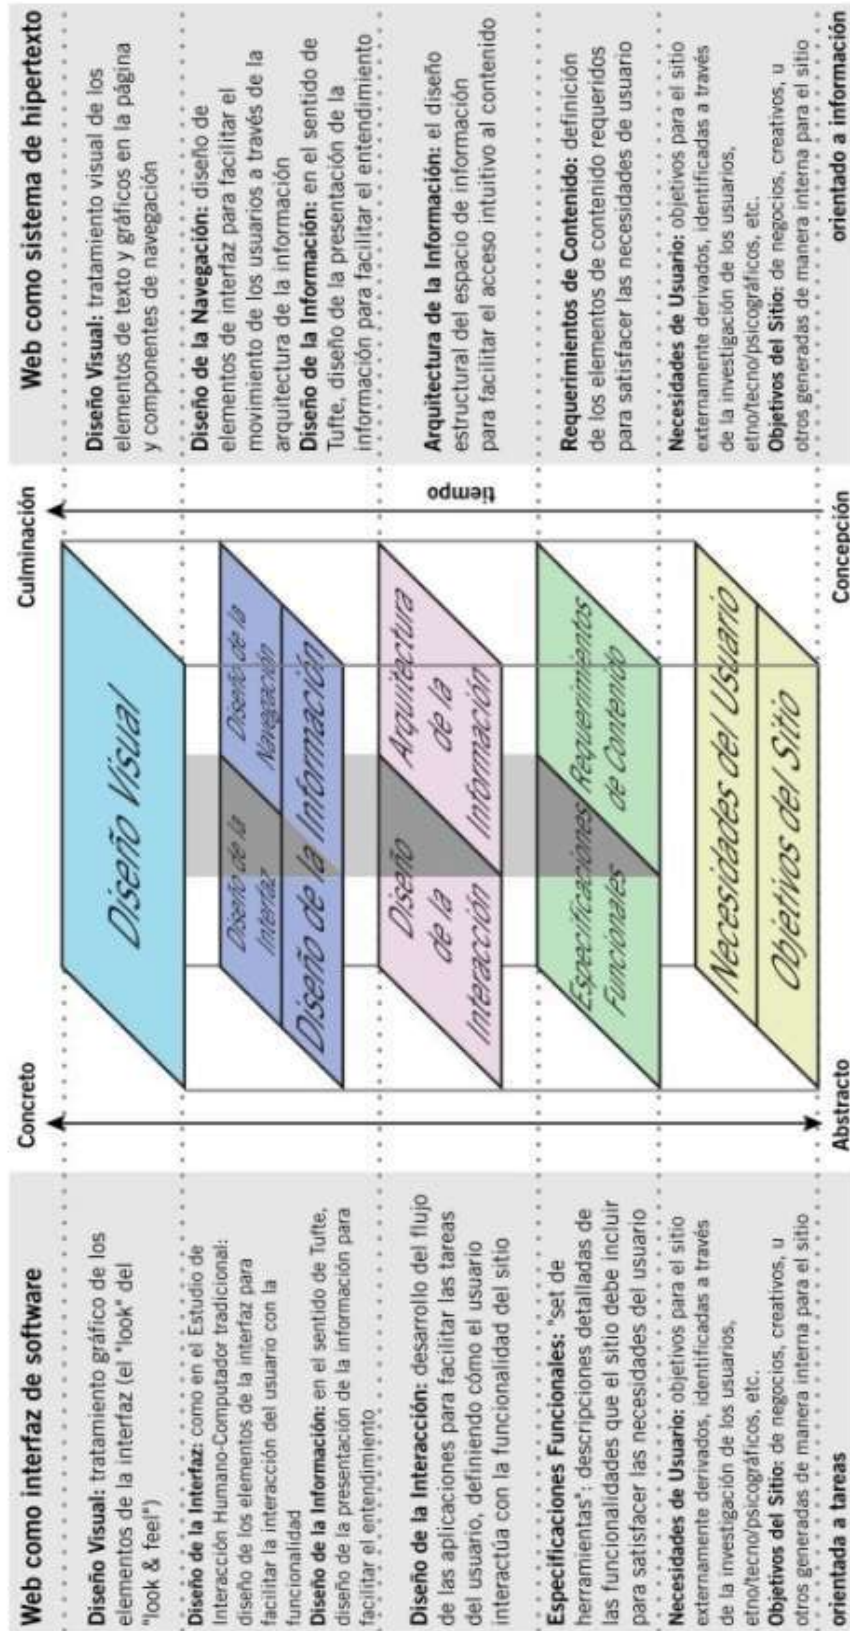 Web como interfaz de software
Diseño Visual: tratamiento gráfico de los
elementos de la interfaz (el "look" del
"look & feel")
Diseño de la Interfaz: como en el Estudio de
Interacción Humano-Computador tradicional:
diseño de los elementos de la interfaz para
facilitar la interacción del usuario con la
funcionalidad
Diseño de la Información: en el sentido de Tufte,
diseño de la presentación de la información para
facilitar el entendimiento
Diseño de la Interacción: desarrollo del flujo
de las aplicaciones para facilitar las tareas
del usuario, definiendo cómo el usuario
interactúa con la funcionalidad del sitio
Especificaciones Funcionales: "set de
herramientas": descripciones detalladas de
las funcionalidades que el sitio debe incluir
para satisfacer las necesidades del usuario
Necesidades de Usuario: objetivos para el sitio
externamente derivados, identificadas a través
de la investigación de los usuarios,
etno/tecno/psicográficos, etc.
Objetivos del Sitio: de negocios, creativos, u
otros generadas de manera interna para el sitio
orientada a tareas
Concreto
Culminación
Diseño Visual
Diseño de la
Interfaz
Diseño de la
Navegación
Diseño de la Información
Diseño
de la
Interacción
Arquitectura
de la
Información
Especificaciones
Funcionales
Requerimientos
de Contenido
Necesidades del Usuario
Objetivos del Sitio
tiempo
Abstracto
Concepción
Web como sistema de hipertexto
Diseño Visual: tratamiento visual de los
elementos de texto y gráficos en la página
y componentes de navegación
Diseño de la Navegación: diseño de
elementos de interfaz para facilitar el
movimiento de los usuarios a través de la
arquitectura de la información
Diseño de la Información: en el sentido de
Tufte, diseño de la presentación de la
información para facilitar el entendimiento
Arquitectura de la Información: el diseño
estructural del espacio de información
para facilitar el acceso intuitivo al contenido
Requerimientos de Contenido: definición
de los elementos de contenido requeridos
para satisfacer las necesidades de usuario
Necesidades de Usuario: objetivos para el sitio
externamente derivados, identificadas a través
de la investigación de los usuarios,
etno/tecno/psicográficos, etc.
Objetivos del Sitio: de negocios, creativos, u
otros generadas de manera interna para el sitio
orientado a información